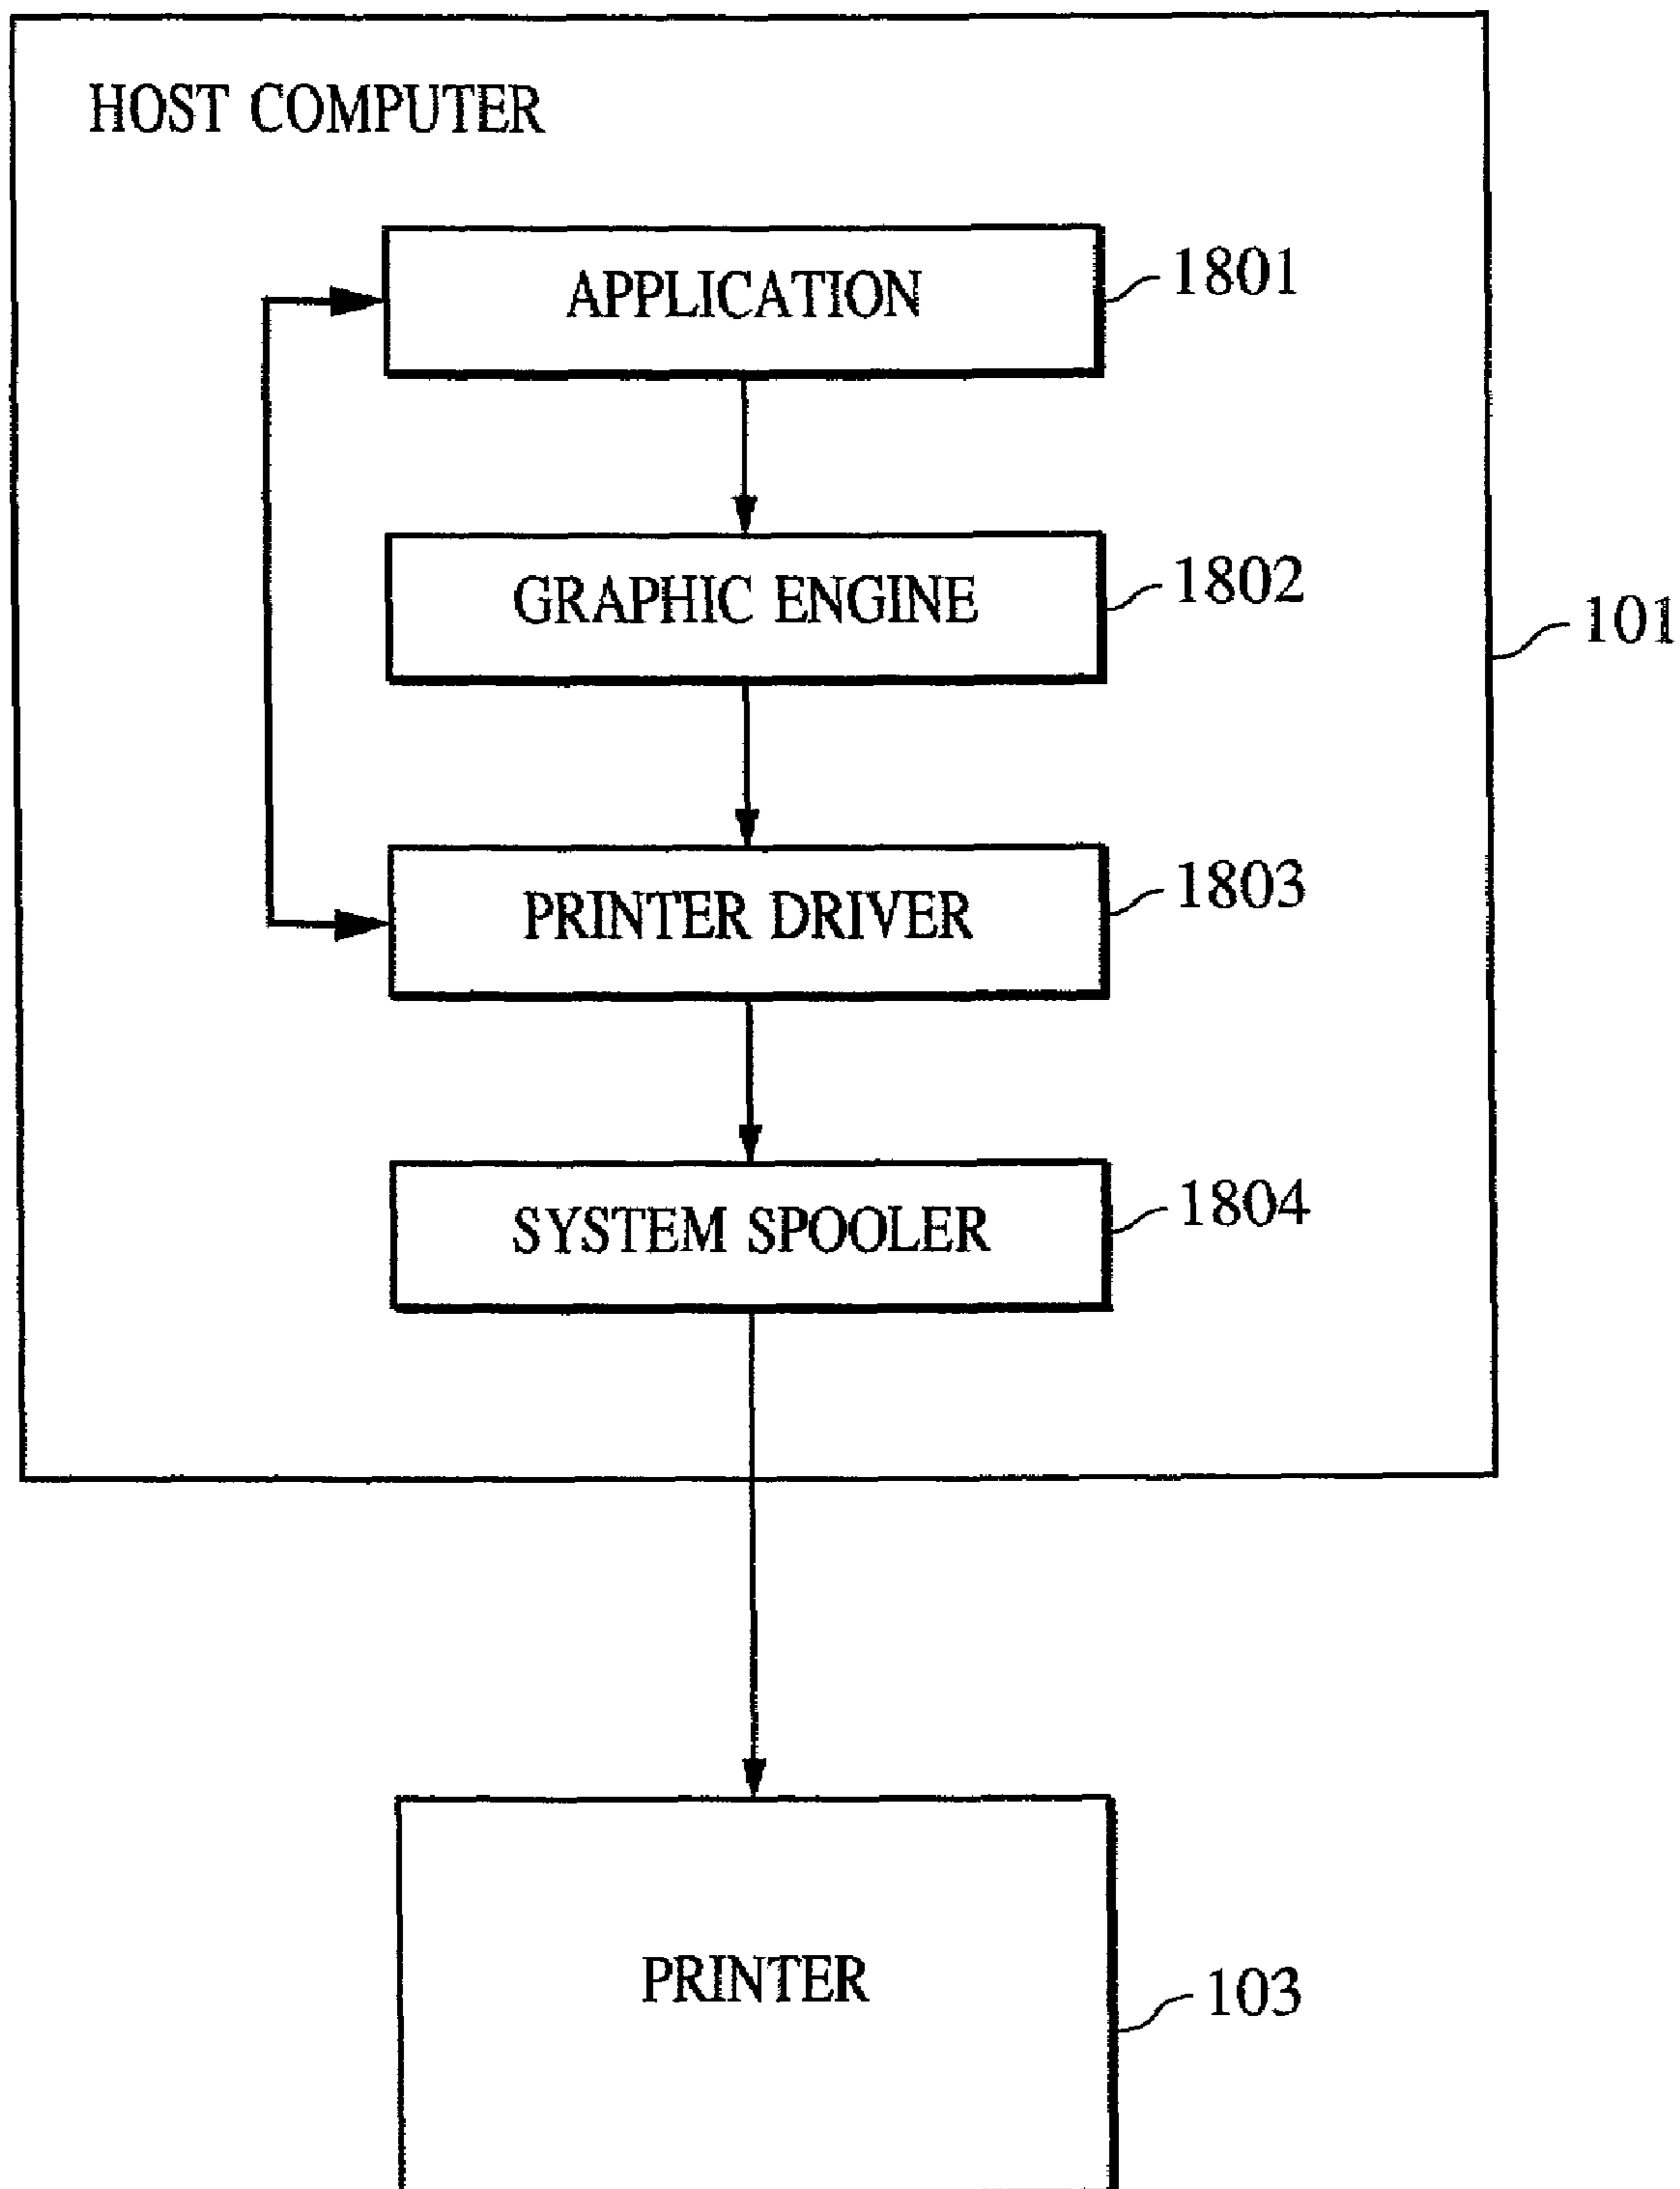 HOST COMPUTER
APPLICATION
1801
GRAPHIC ENGINE
1802
101
PRINTER DRIVER
1803
SYSTEM SPOOLER
1804
PRINTER
103